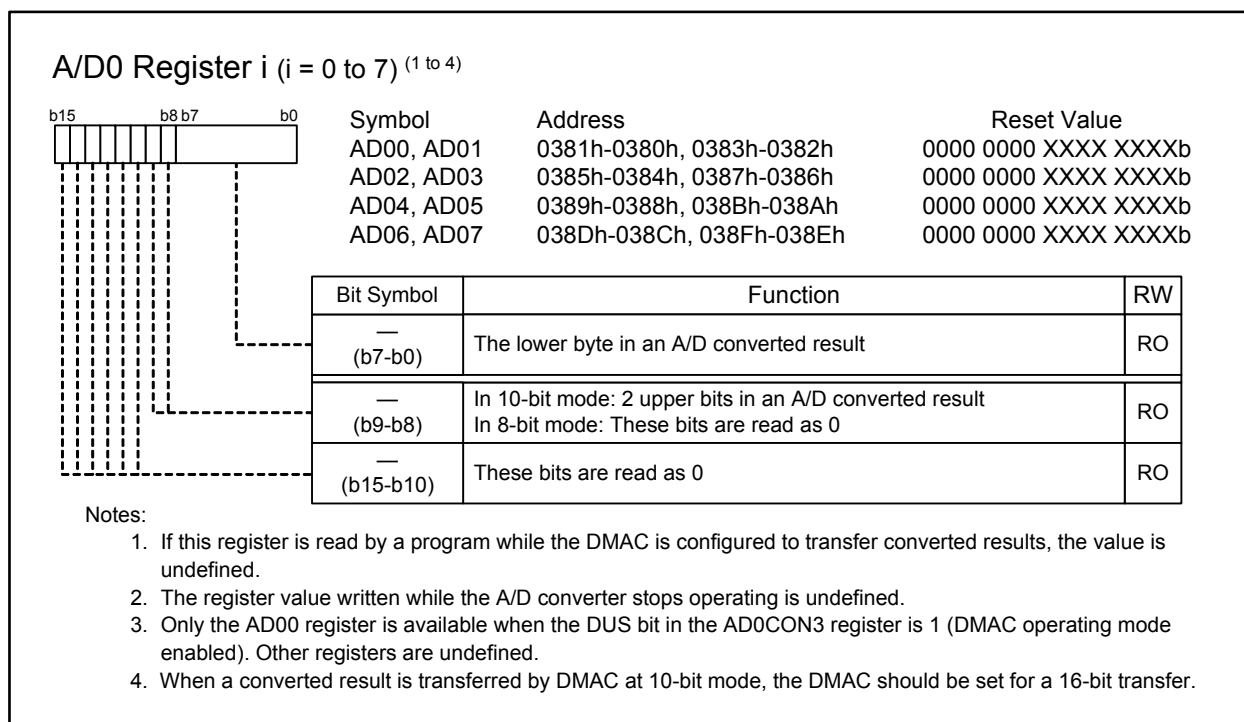 A/D0 Register i (i = 0 to 7) (1 to 4)
b15 b8 b7 b0
Symbol Address Reset Value
AD00, AD01 0381h-0380h, 0383h-0382h 0000 0000 XXXX XXXXb
AD02, AD03 0385h-0384h, 0387h-0386h 0000 0000 XXXX XXXXb
AD04, AD05 0389h-0388h, 038Bh-038Ah 0000 0000 XXXX XXXXb
AD06, AD07 038Dh-038Ch, 038Fh-038Eh 0000 0000 XXXX XXXXb
Bit Symbol Function RW
—
(b7-b0) The lower byte in an A/D converted result RO
— In 10-bit mode: 2 upper bits in an A/D converted result
(b9-b8) In 8-bit mode: These bits are read as 0 RO
—
(b15-b10) These bits are read as 0 RO
Notes:
1. If this register is read by a program while the DMAC is configured to transfer converted results, the value is
undefined.
2. The register value written while the A/D converter stops operating is undefined.
3. Only the AD00 register is available when the DUS bit in the AD0CON3 register is 1 (DMAC operating mode
enabled). Other registers are undefined.
4. When a converted result is transferred by DMAC at 10-bit mode, the DMAC should be set for a 16-bit transfer.